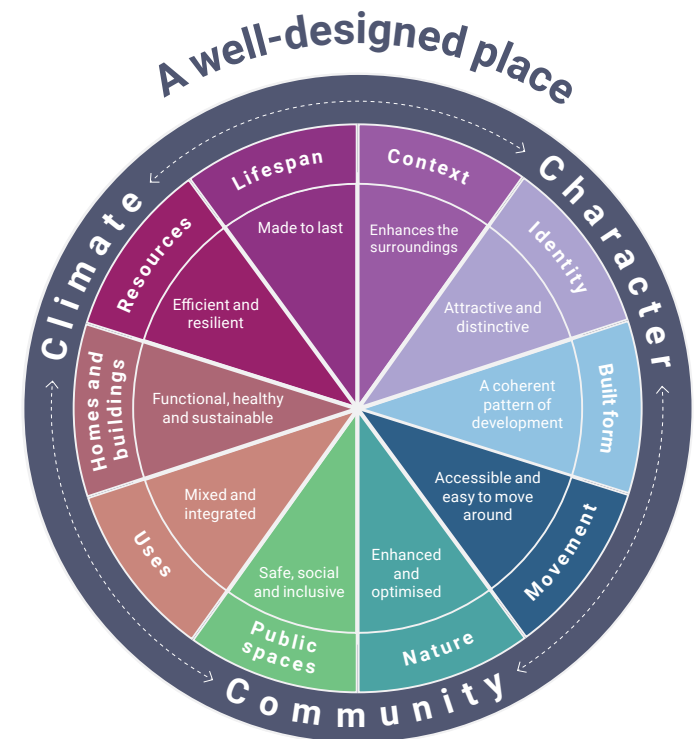 A well-designed place
Climate
Character
Community
Context
Enhances the
surroundings
Identity
Attractive and
distinctive
Built form
A coherent
pattern of
development
Movement
Accessible and
easy to move
around
Nature
Enhanced
and
optimised
Public
spaces
Safe, social
and inclusive
Uses
Mixed and
integrated
Homes and
buildings
Functional, healthy
and sustainable
Resources
Efficient and
resilient
Lifespan
Made to last